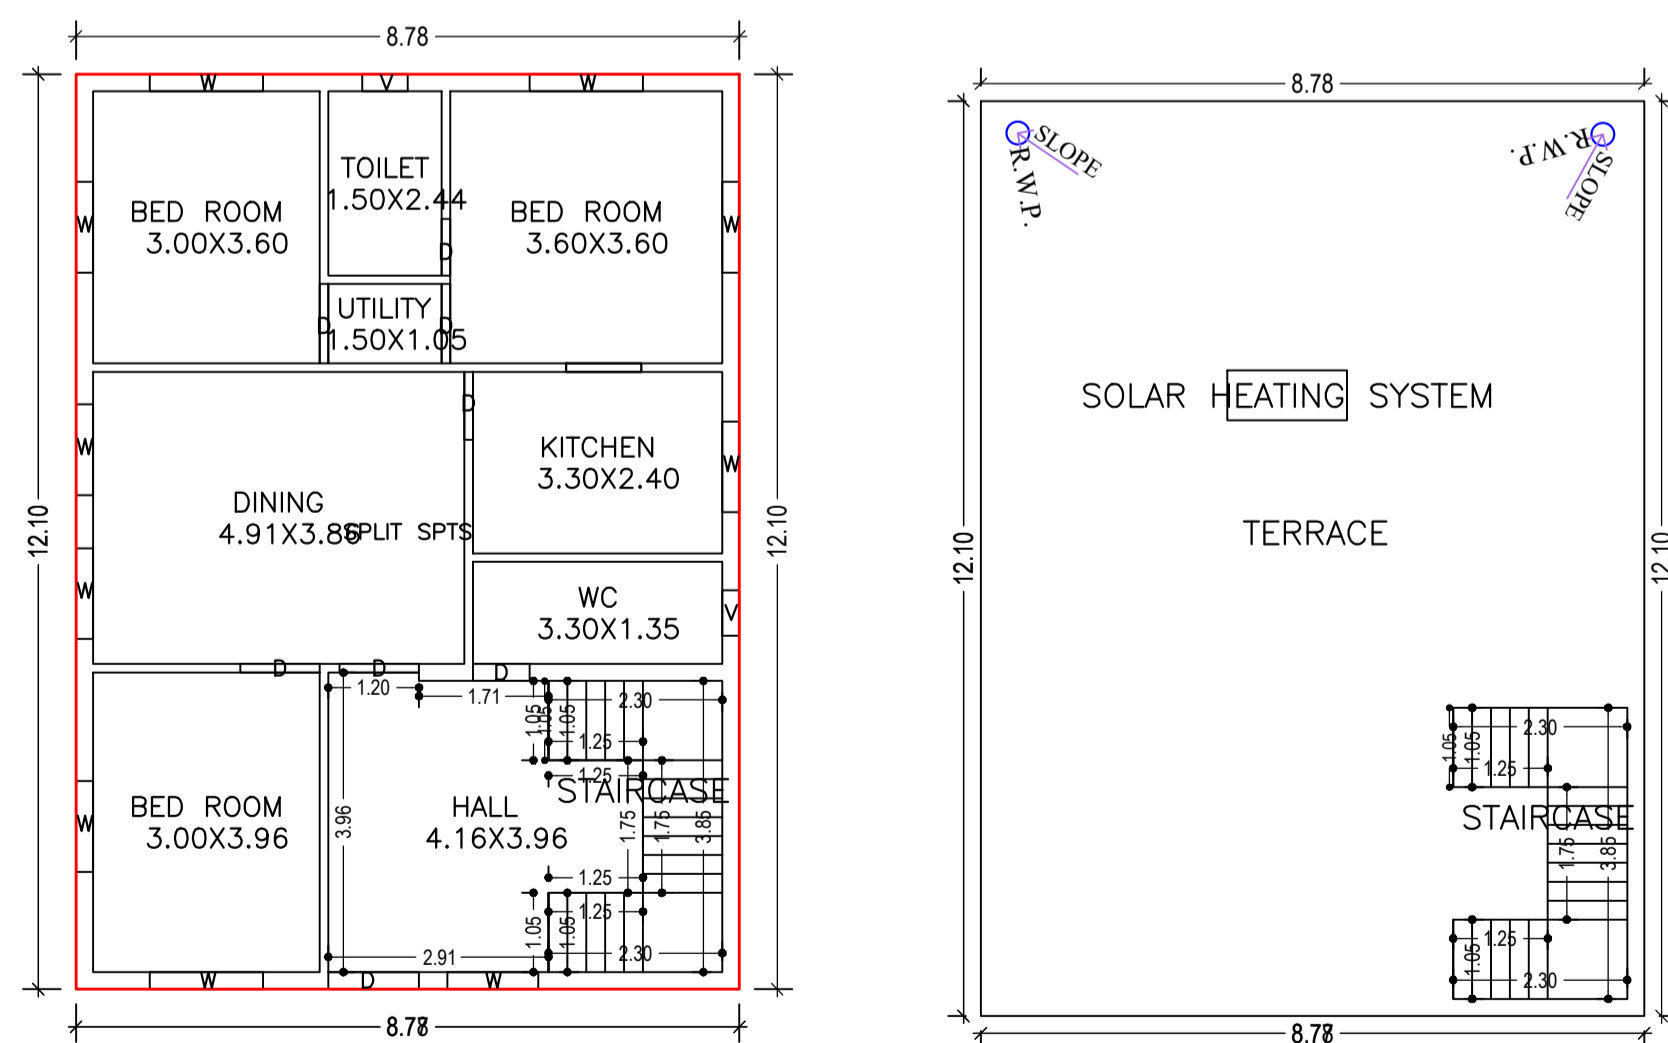 8.78
W V W
12.10
12.10
TOILET
1.50X2.44
BED ROOM
3.00X3.60
BED ROOM
3.60X3.60
W
W
D
UTILITY
1.50X1.05
D
D
D
W
KITCHEN
3.30X2.40
W
DINING
4.91X3.86
SPLIT SPTS
W
WC
3.30X1.35
V
D
D
D
1.20
1.71
1.05
1.05
1.05
2.30
1.25
1.25
STAIRCASE
BED ROOM
3.00X3.96
W
3.96
HALL
4.16X3.96
1.75
1.75
3.85
1.25
1.25
1.05
1.05
2.91
2.30
W
D
W
8.78
8.78
12.10
12.10
SLOPE
R.W.P.
R.W.P.
SLOPE
SOLAR HEATING SYSTEM
TERRACE
1.05
1.05
2.30
1.25
STAIRCASE
1.75
3.85
1.25
1.05
2.30
8.78